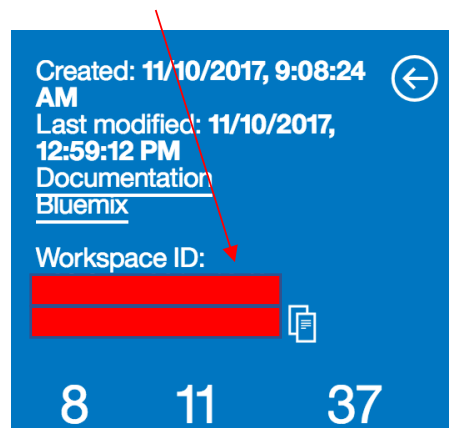 Created: 11/10/2017, 9:08:24
AM
Last modified: 11/10/2017,
12:59:12 PM
Documentation
Bluemix
Workspace ID:
8 11 37